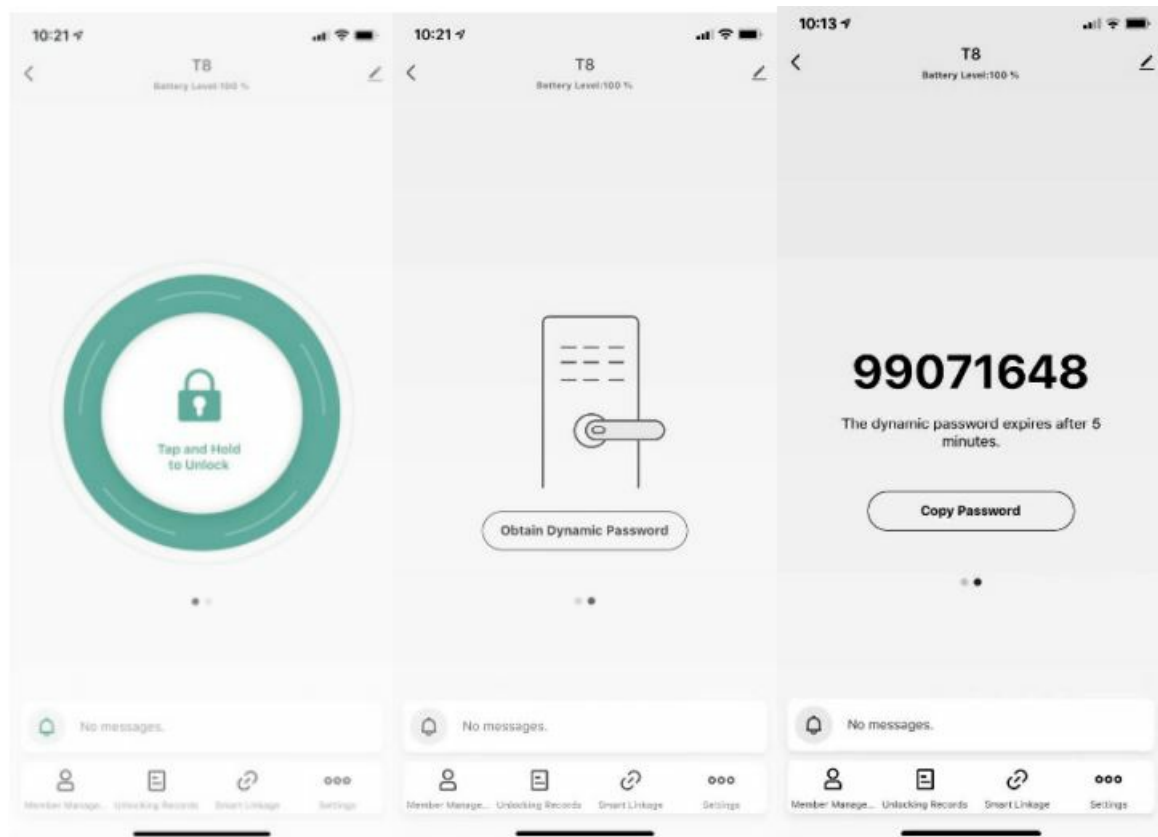 10:21
T8
Battery Level:100 %
Tap and Hold
to Unlock
No messages.
Member Manage...
Unlocking Records
Smart Linkage
Settings
10:21
T8
Battery Level:100 %
Obtain Dynamic Password
No messages.
Member Manage...
Unlocking Records
Smart Linkage
Settings
10:13
T8
Battery Level:100 %
99071648
The dynamic password expires after 5
minutes.
Copy Password
No messages.
Member Manage...
Unlocking Records
Smart Linkage
Settings